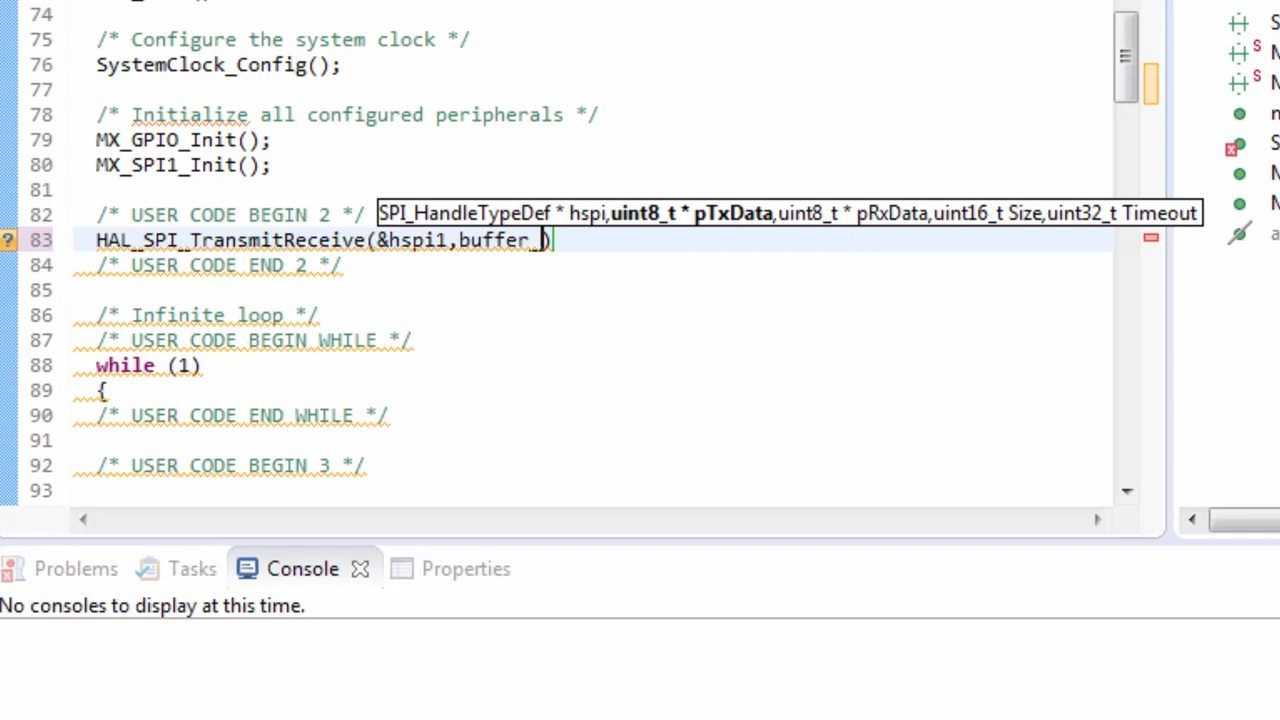 74
75 /* Configure the system clock */
76 SystemClock_Config();
77
78 /* Initialize all configured peripherals */
79 MX_GPIO_Init();
80 MX_SPI1_Init();
81
82 /* USER CODE BEGIN 2 */
SPI_HandleTypeDef * hspi,uint8_t * pTxData,uint8_t * pRxData,uint16_t Size,uint32_t Timeout
83 HAL_SPI_TransmitReceive(&hspi1,buffer )
84 /* USER CODE END 2 */
85
86 /* Infinite loop */
87 /* USER CODE BEGIN WHILE */
88 while (1)
89 {
90 /* USER CODE END WHILE */
91
92 /* USER CODE BEGIN 3 */
93
Problems Tasks Console Properties
No consoles to display at this time.